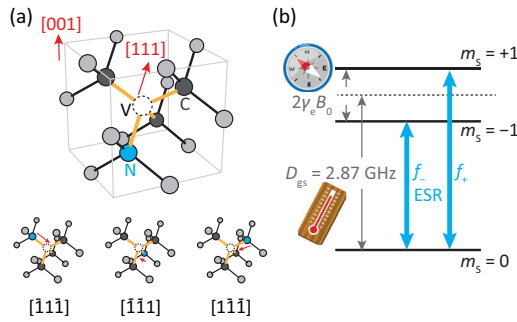 (a)
[001]
[111]
V
C
N
[1̄11̄]
[1̄1̄1]
[11̄1̄]
(b)
N
E
S
W
mₛ = +1
2γₑB₀
mₛ = −1
D_gs = 2.87 GHz
f₋
f₊
ESR
mₛ = 0